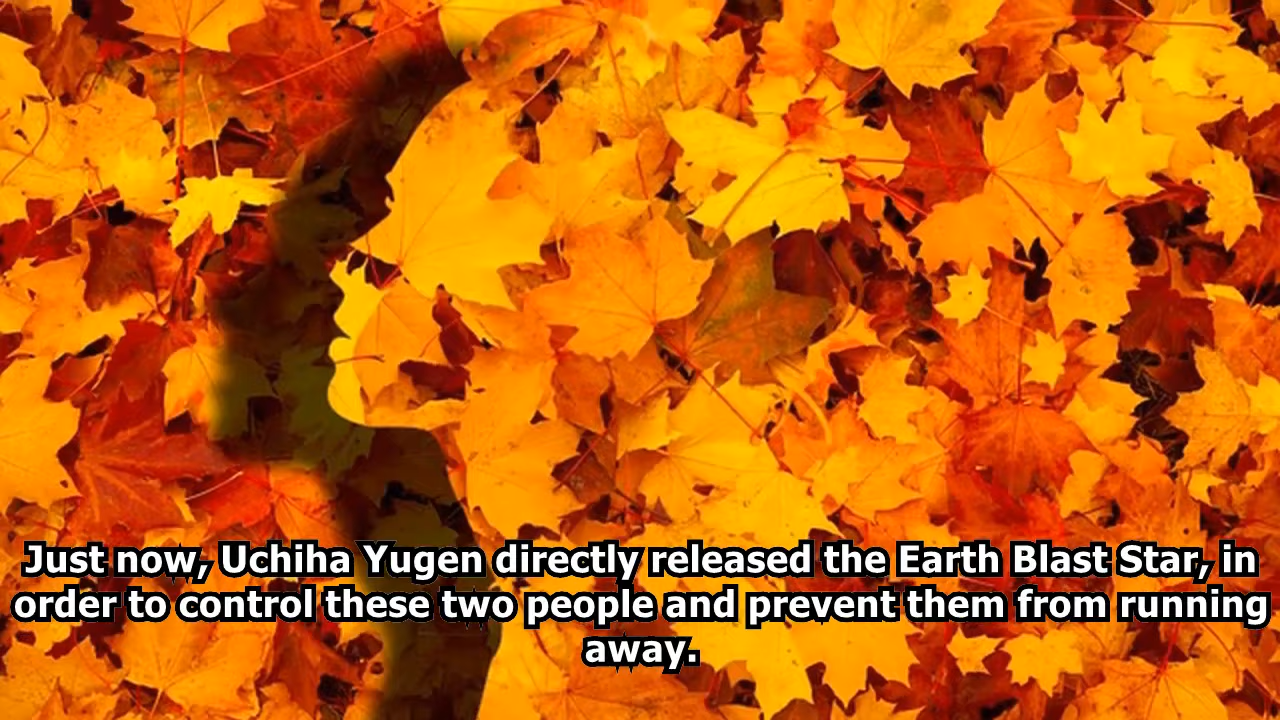 Just now, Uchiha Yugen directly released the Earth Blast Star, in
order to control these two people and prevent them from running
away.